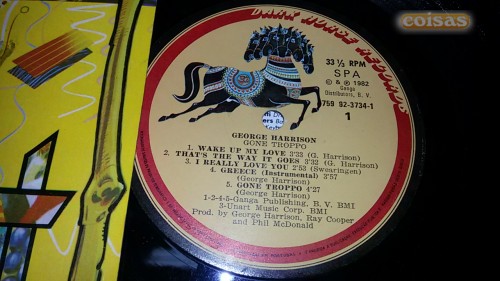 coisas
DARK HORSE RECORDS
33 ⅓ RPM
SPA
© & ℗ 1982
Ganga
Distributors, B. V.
759 92-3734-1
1
GEORGE HARRISON
GONE TROPPO
1. WAKE UP MY LOVE 3'33 (G. Harrison)
2. THAT'S THE WAY IT GOES 3'32 (G. Harrison)
3. I REALLY LOVE YOU 2'53 (Swearingen)
4. GREECE (Instrumental) 3'57
(George Harrison)
5. GONE TROPPO 4'27
(George Harrison)
1-2-4-5-Ganga Publishing, B. V. BMI
3-Unart Music Corp. BMI
Prod. by George Harrison, Ray Cooper
and Phil McDonald